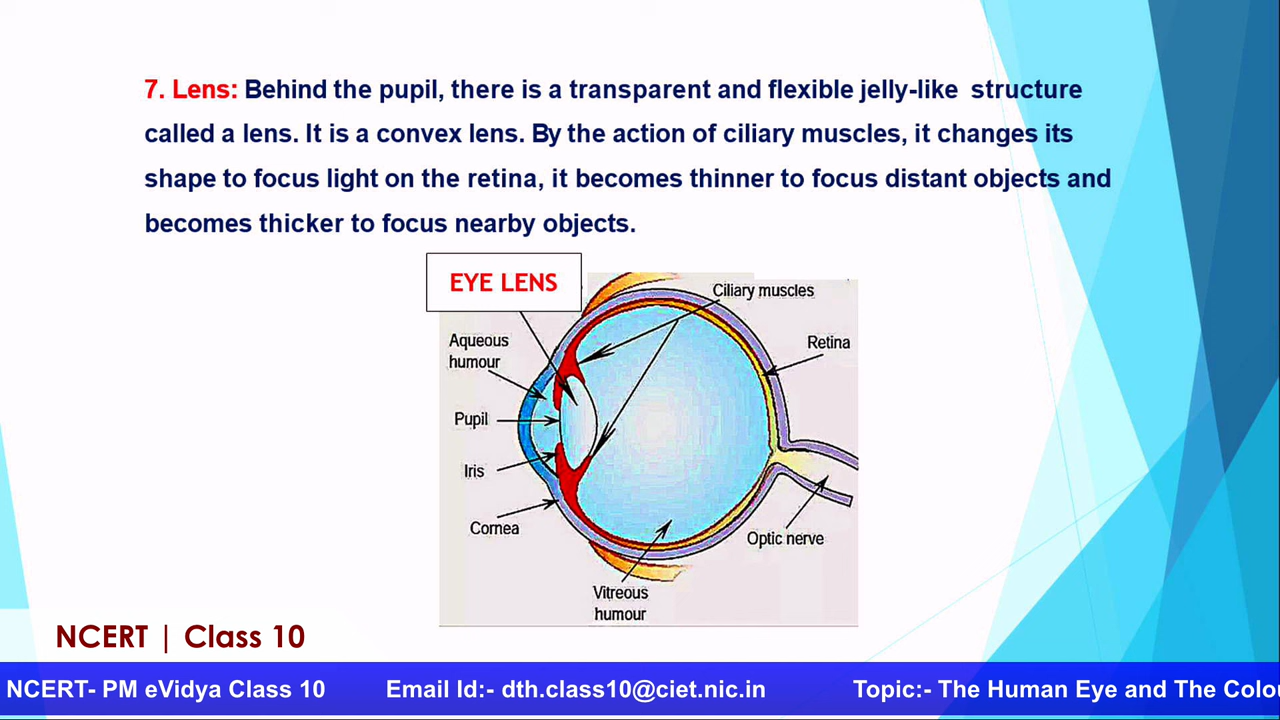 7. Lens: Behind the pupil, there is a transparent and flexible jelly-like structure
called a lens. It is a convex lens. By the action of ciliary muscles, it changes its
shape to focus light on the retina, it becomes thinner to focus distant objects and
becomes thicker to focus nearby objects.
EYE LENS
Ciliary muscles
Aqueous
humour
Retina
Pupil
Iris
Cornea
Optic nerve
Vitreous
humour
NCERT | Class 10
NCERT- PM eVidya Class 10 Email Id:- dth.class10@ciet.nic.in Topic:- The Human Eye and The Colo